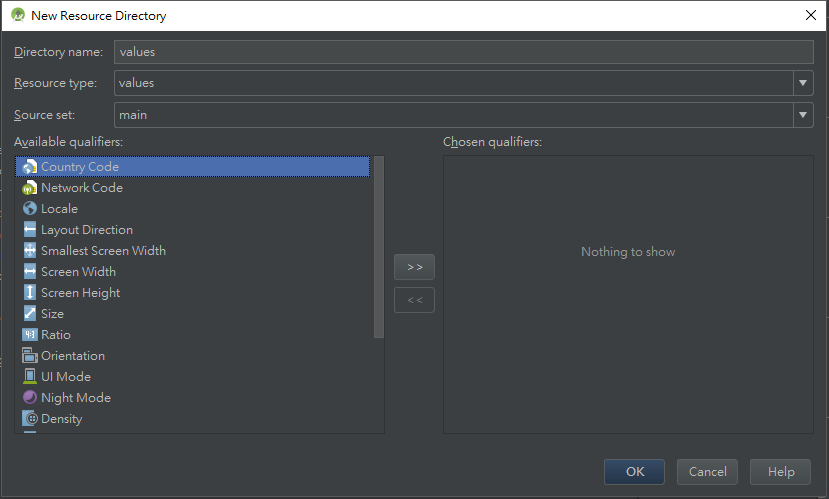 New Resource Directory
Directory name: values
Resource type: values
Source set: main
Available qualifiers:
Chosen qualifiers:
Country Code
Network Code
Locale
Layout Direction
Smallest Screen Width
Screen Width
Screen Height
Size
4:3 Ratio
Orientation
UI Mode
Night Mode
Density
>>
<<
Nothing to show
OK Cancel Help